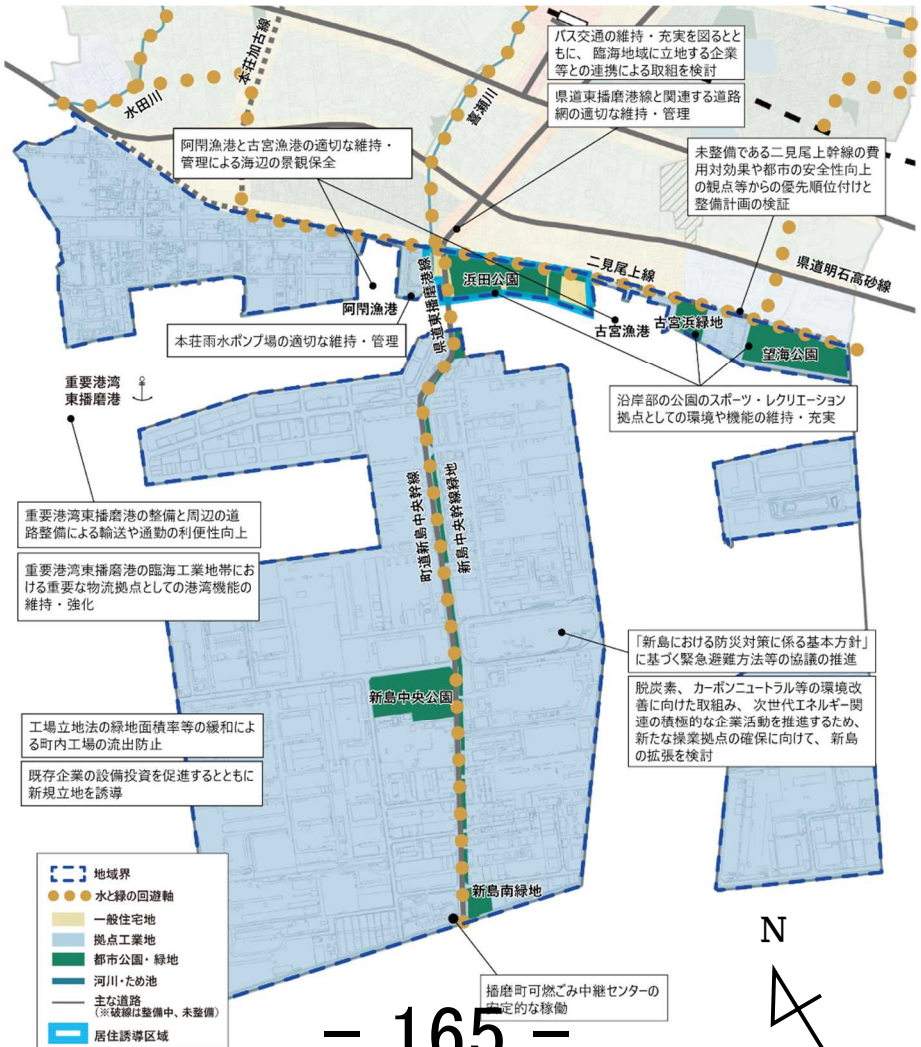 バス交通の維持・充実を図るとと
もに、臨海地域に立地する企業
等との連携による取組を検討
県道東播磨港線と関連する道路
網の適切な維持・管理
本荘加古線
水田川
喜瀬川
阿閇漁港と古宮漁港の適切な維持・
管理による海辺の景観保全
未整備である二見尾上幹線の費
用対効果や都市の安全性向上
の観点等からの優先順位付けと
整備計画の検証
二見尾上線
県道明石高砂線
浜田公園
県道東播磨港線
阿閇漁港
古宮漁港
古宮浜緑地
望海公園
本荘雨水ポンプ場の適切な維持・管理
重要港湾
東播磨港
沿岸部の公園のスポーツ・レクリエーション
拠点としての環境や機能の維持・充実
町道新島中央幹線
新島中央幹線緑地
重要港湾東播磨港の整備と周辺の道
路整備による輸送や通勤の利便性向上
重要港湾東播磨港の臨海工業地帯にお
ける重要な物流拠点としての港湾機能の
維持・強化
「新島における防災対策に係る基本方針」
に基づく緊急避難方法等の協議の推進
脱炭素、カーボンニュートラル等の環境改
善に向けた取組み、次世代エネルギー関
連の積極的な企業活動を推進するため、
新たな操業拠点の確保に向けて、新島
の拡張を検討
新島中央公園
工場立地法の緑地面積率等の緩和によ
る町内工場の流出防止
既存企業の設備投資を促進するとともに
新規立地を誘導
新島南緑地
地域界
水と緑の回遊軸
一般住宅地
拠点工業地
都市公園・緑地
河川・ため池
主な道路
(※破線は整備中、未整備)
居住誘導区域
播磨町可燃ごみ中継センターの
安定的な稼働
N
- 165 -